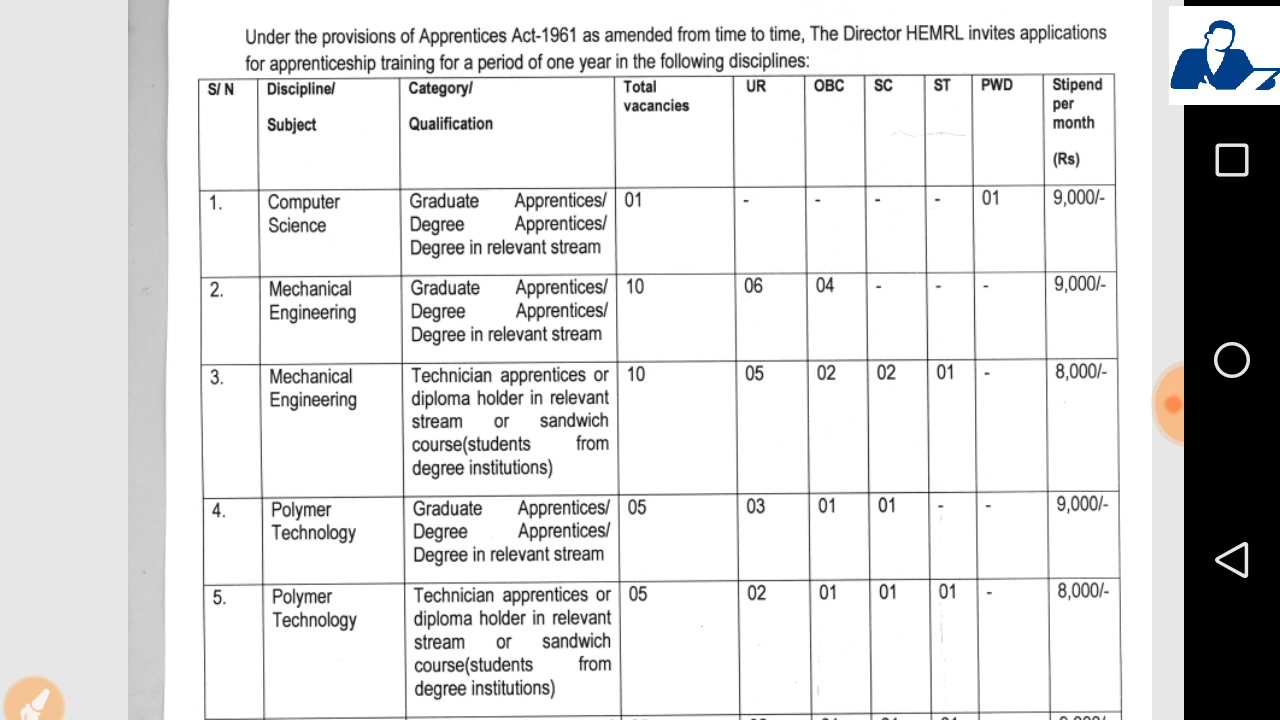 Under the provisions of Apprentices Act-1961 as amended from time to time, The Director HEMRL invites applications
for apprenticeship training for a period of one year in the following disciplines:
S/ N Discipline/ Subject Category/ Qualification Total vacancies UR OBC SC ST PWD Stipend per month (Rs)
1. Computer Science Graduate Apprentices/ Degree Apprentices/ Degree in relevant stream 01 - - - - 01 9,000/-
2. Mechanical Engineering Graduate Apprentices/ Degree Apprentices/ Degree in relevant stream 10 06 04 - - - 9,000/-
3. Mechanical Engineering Technician apprentices or diploma holder in relevant stream or sandwich course(students from degree institutions) 10 05 02 02 01 - 8,000/-
4. Polymer Technology Graduate Apprentices/ Degree Apprentices/ Degree in relevant stream 05 03 01 01 - - 9,000/-
5. Polymer Technology Technician apprentices or diploma holder in relevant stream or sandwich course(students from degree institutions) 05 02 01 01 01 - 8,000/-